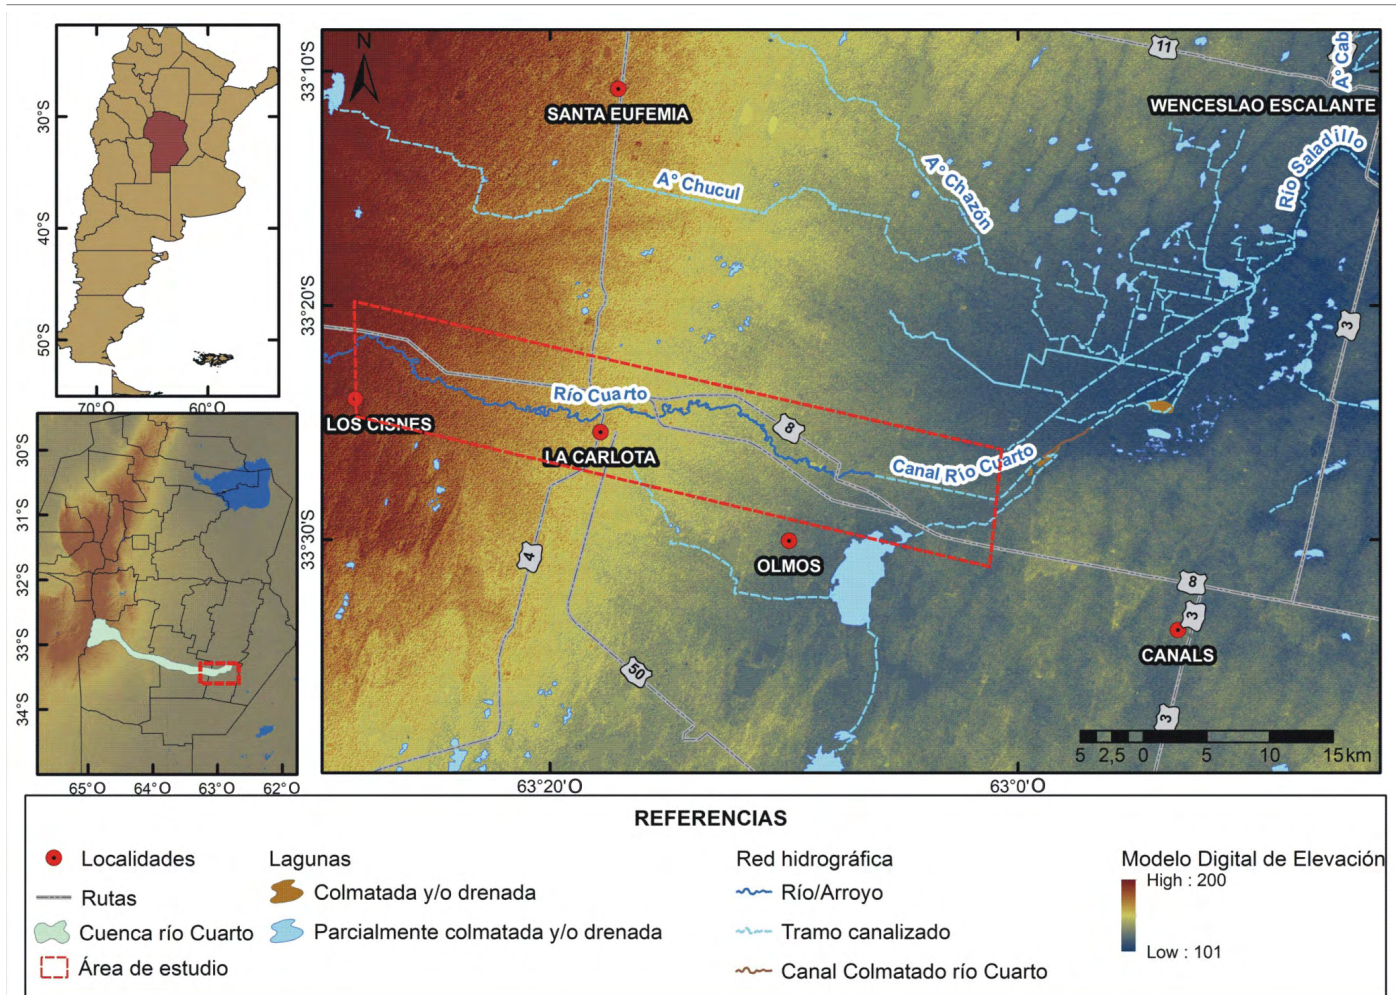 30°S
40°S
50°S
70°O
60°O
30°S
31°S
32°S
33°S
34°S
65°O
64°O
63°O
62°O
N
33°10'S
33°20'S
33°30'S
63°20'O
63°0'O
11
A° Cab
SANTA EUFEMIA
WENCESLAO ESCALANTE
A° Chucul
A° Chazón
Río Saladillo
3
Río Cuarto
LOS CISNES
8
LA CARLOTA
Canal Río Cuarto
4
OLMOS
8
3
CANALS
50
3
5 2,5 0 5 10 15 km
REFERENCIAS
Localidades
Rutas
Cuenca río Cuarto
Área de estudio
Lagunas
Colmatada y/o drenada
Parcialmente colmatada y/o drenada
Red hidrográfica
Río/Arroyo
Tramo canalizado
Canal Colmatado río Cuarto
Modelo Digital de Elevación
High : 200
Low : 101